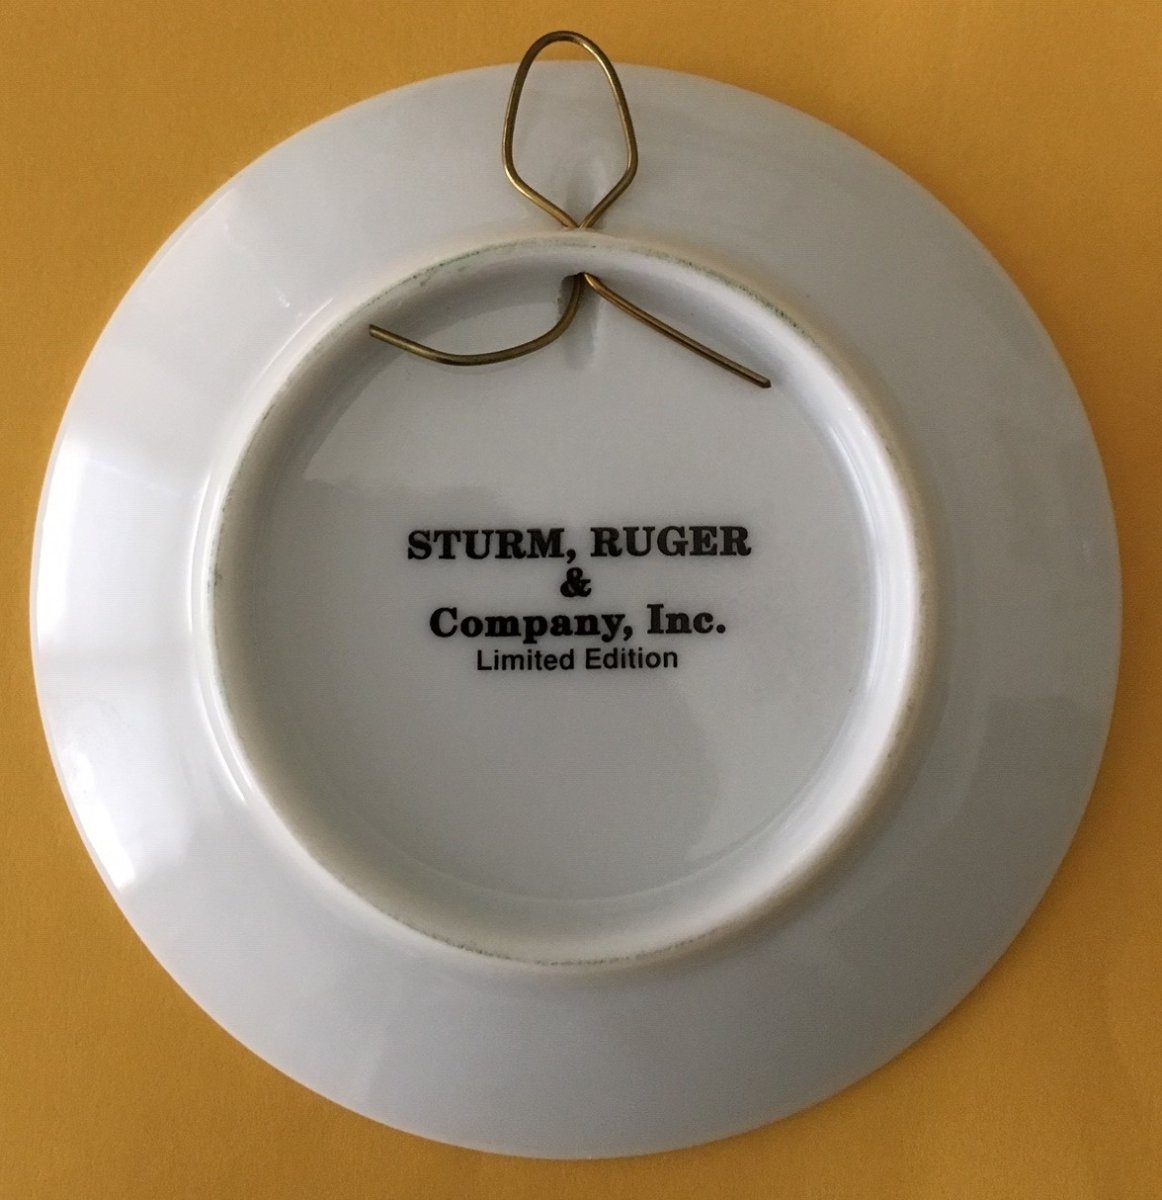 STURM, RUGER
&
Company, Inc.
Limited Edition